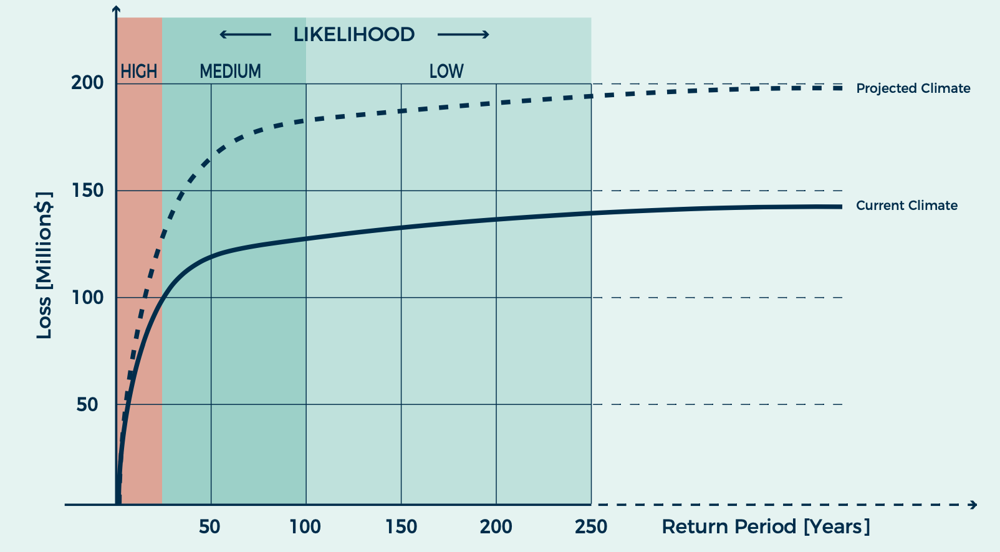 LIKELIHOOD
HIGH MEDIUM LOW
200
150
100
50
Loss [Million$]
Projected Climate
Current Climate
50 100 150 200 250 Return Period [Years]